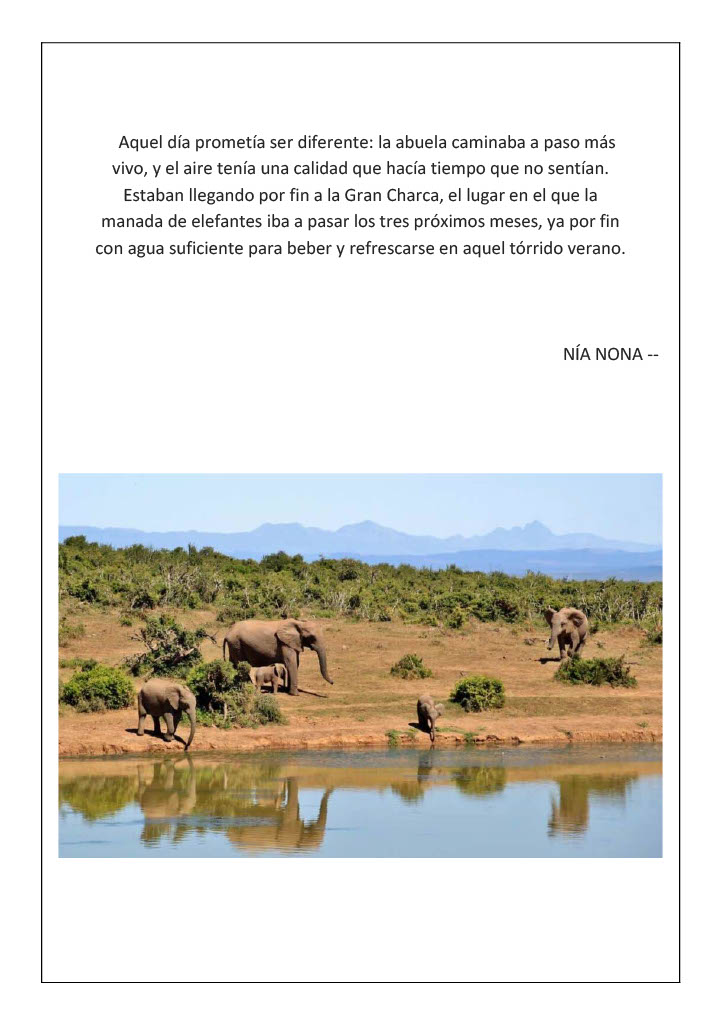 Aquel día prometía ser diferente: la abuela caminaba a paso más
vivo, y el aire tenía una calidad que hacía tiempo que no sentían.
Estaban llegando por fin a la Gran Charca, el lugar en el que la
manada de elefantes iba a pasar los tres próximos meses, ya por fin
con agua suficiente para beber y refrescarse en aquel tórrido verano.
NÍA NONA --